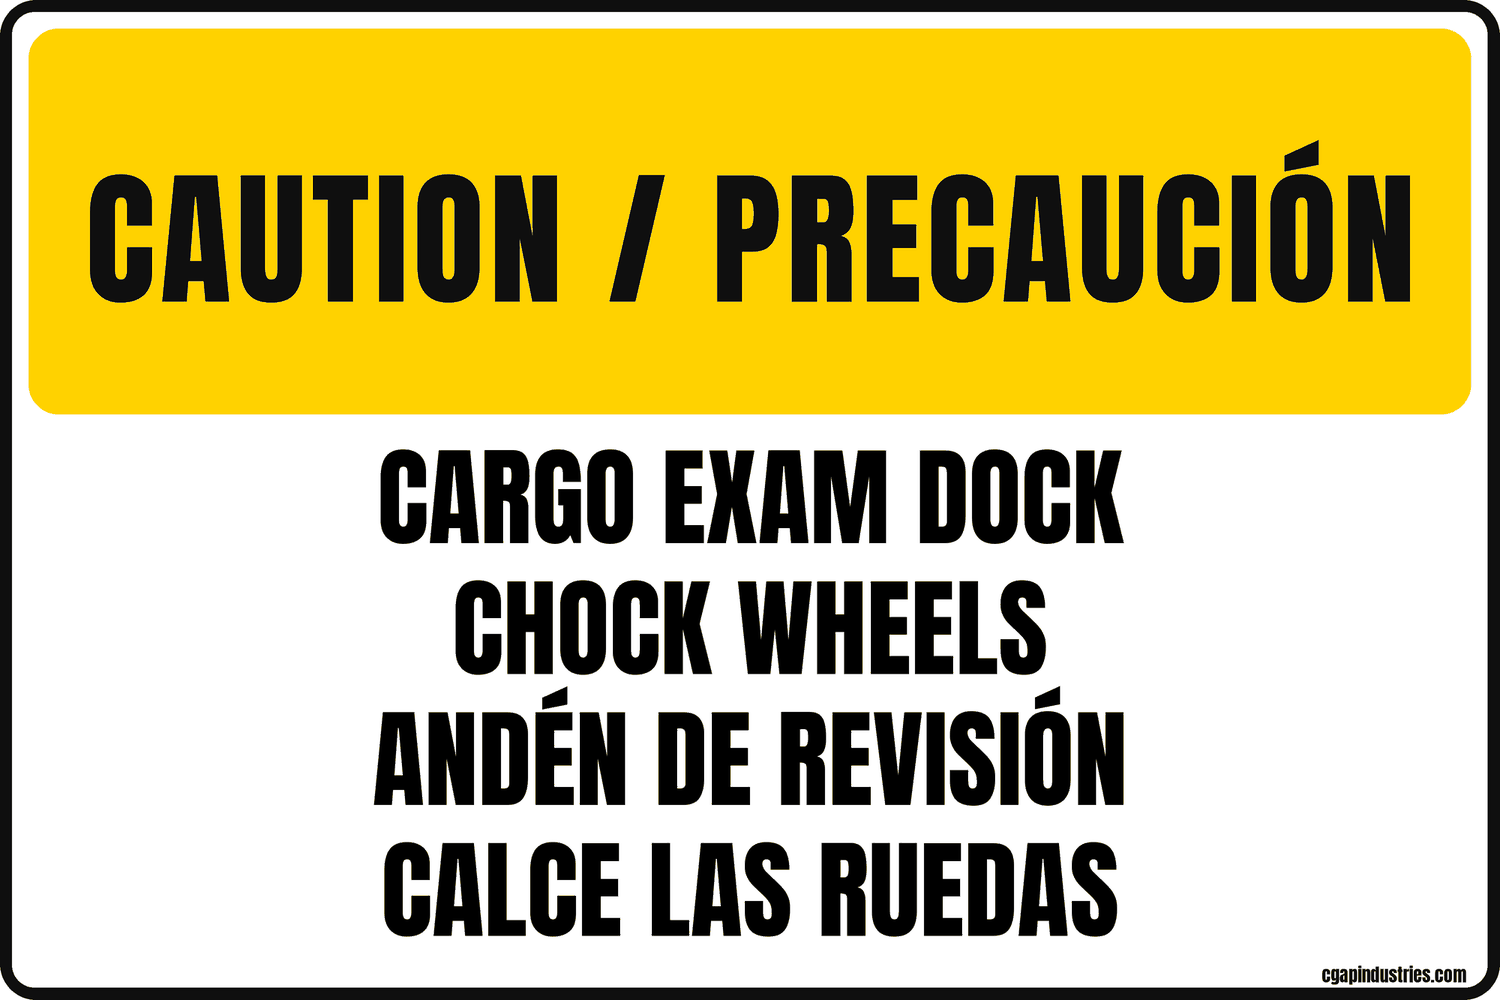 CAUTION / PRECAUCIÓN
CARGO EXAM DOCK
CHOCK WHEELS
ANDÉN DE REVISIÓN
CALCE LAS RUEDAS
cgapindustries.com